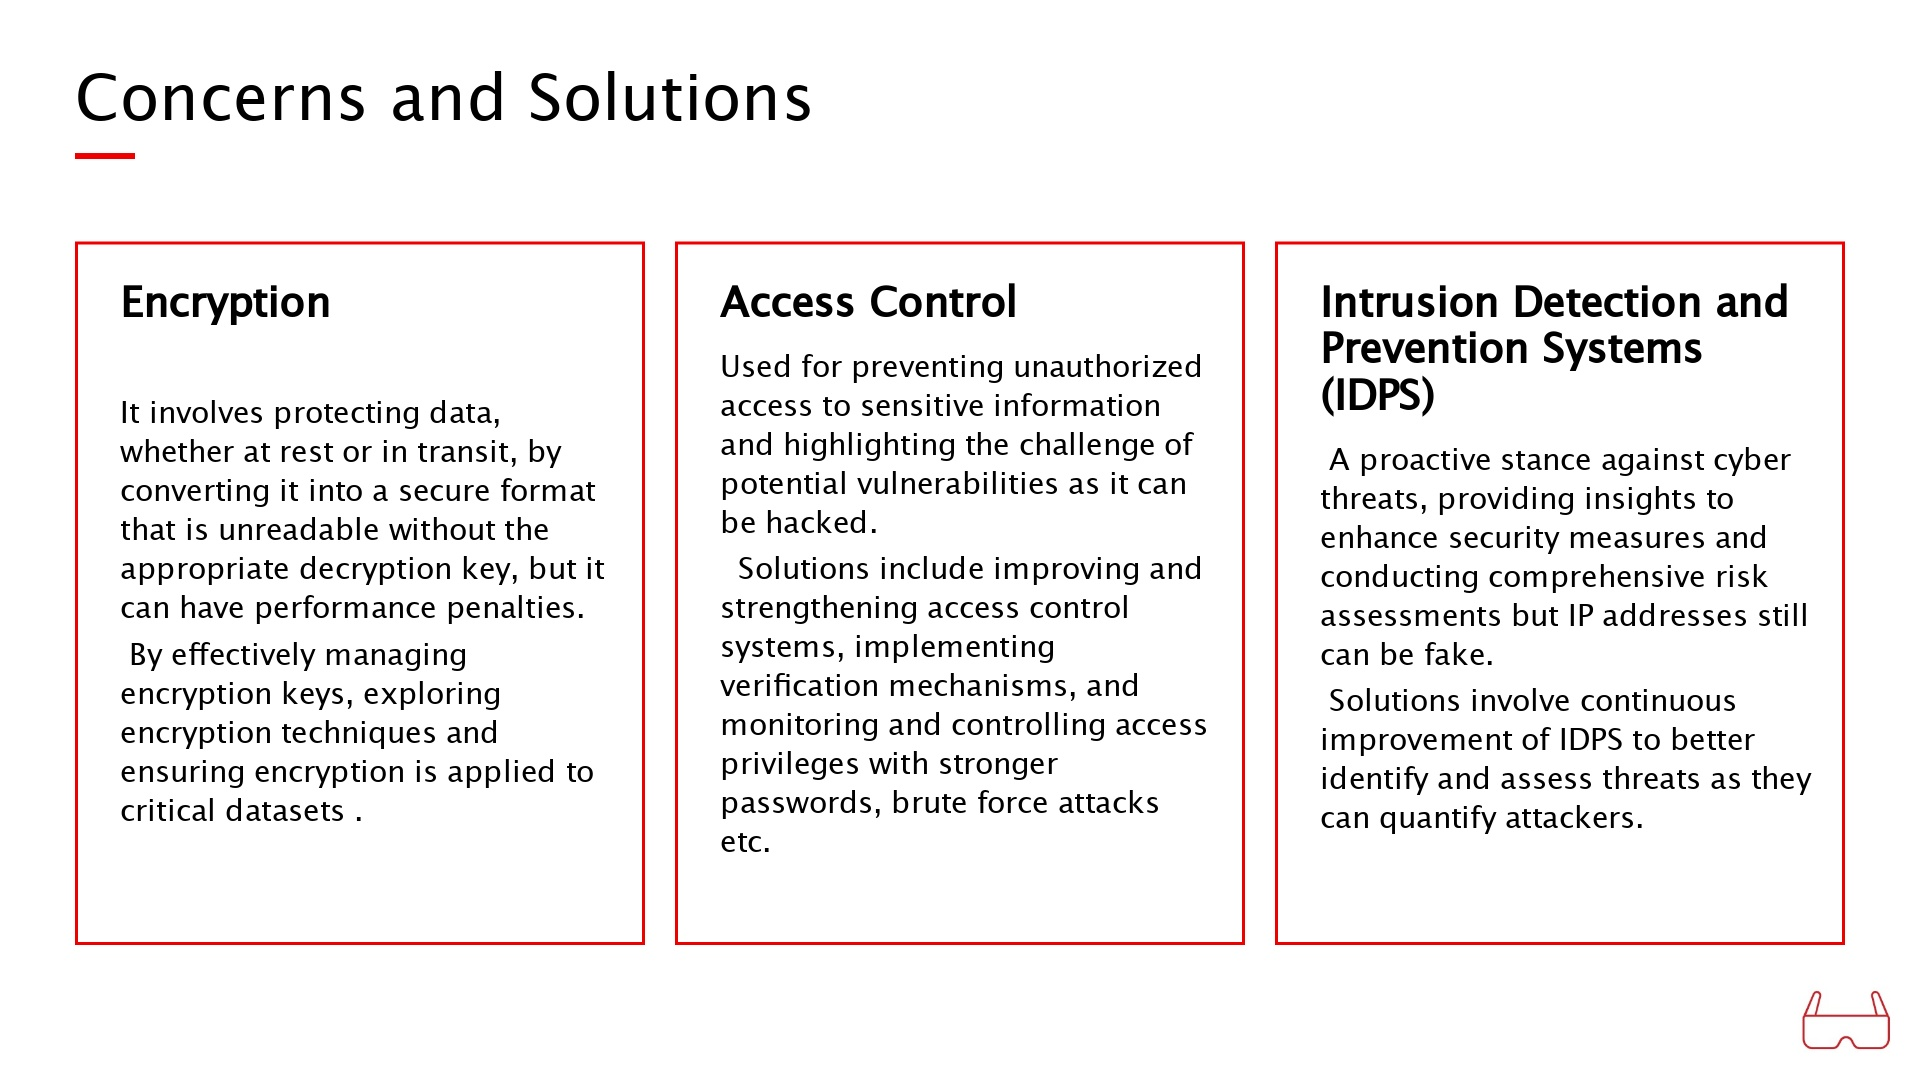 Concerns and Solutions
Encryption
It involves protecting data,
whether at rest or in transit, by
converting it into a secure format
that is unreadable without the
appropriate decryption key, but it
can have performance penalties.
By effectively managing
encryption keys, exploring
encryption techniques and
ensuring encryption is applied to
critical datasets .
Access Control
Used for preventing unauthorized
access to sensitive information
and highlighting the challenge of
potential vulnerabilities as it can
be hacked.
Solutions include improving and
strengthening access control
systems, implementing
verification mechanisms, and
monitoring and controlling access
privileges with stronger
passwords, brute force attacks
etc.
Intrusion Detection and
Prevention Systems
(IDPS)
A proactive stance against cyber
threats, providing insights to
enhance security measures and
conducting comprehensive risk
assessments but IP addresses still
can be fake.
Solutions involve continuous
improvement of IDPS to better
identify and assess threats as they
can quantify attackers.